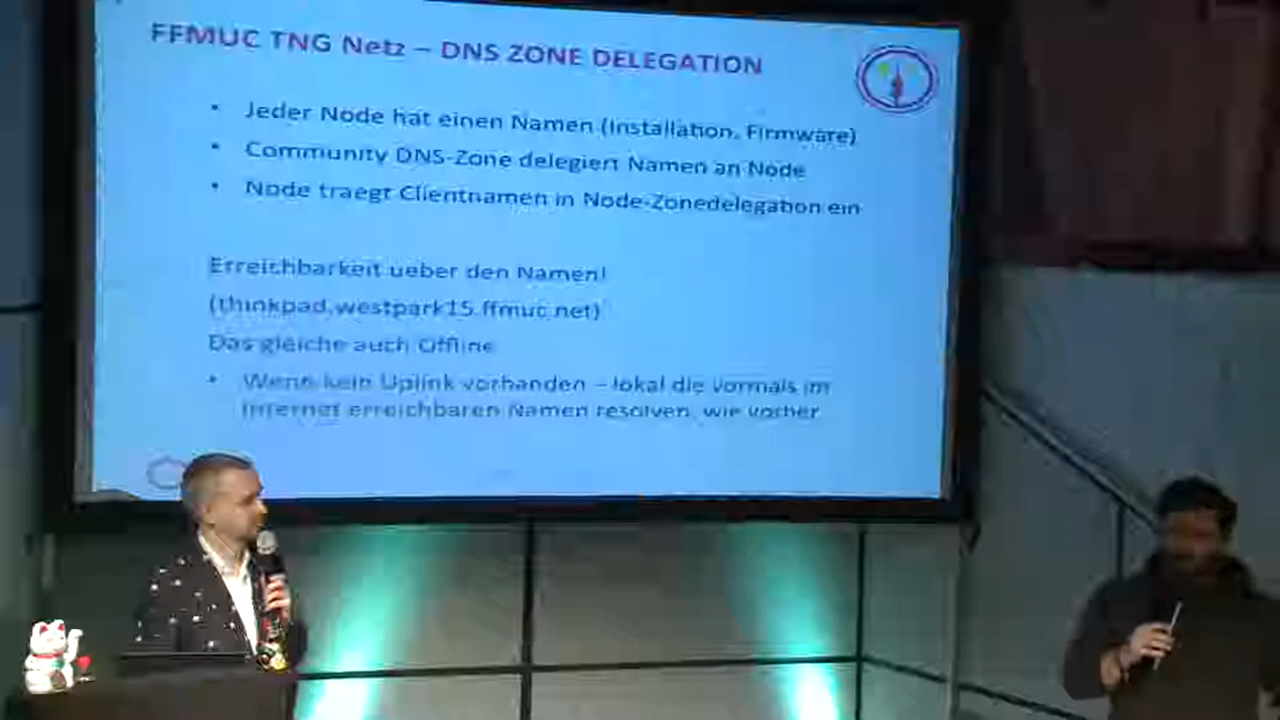 FFMUC TNG Netz – DNS ZONE DELEGATION
• Jeder Node hat einen Namen (Installation, Firmware)
• Community DNS-Zone delegiert Namen an Node
• Node traegt Clientnamen in Node-Zonedelegation ein
Erreichbarkeit ueber den Namen!
(thinkpad.westpark15.ffmuc.net)
Das gleiche auch Offline
• Wenn kein Uplink vorhanden – lokal die vormals im
Internet erreichbaren Namen resolven, wie vorher